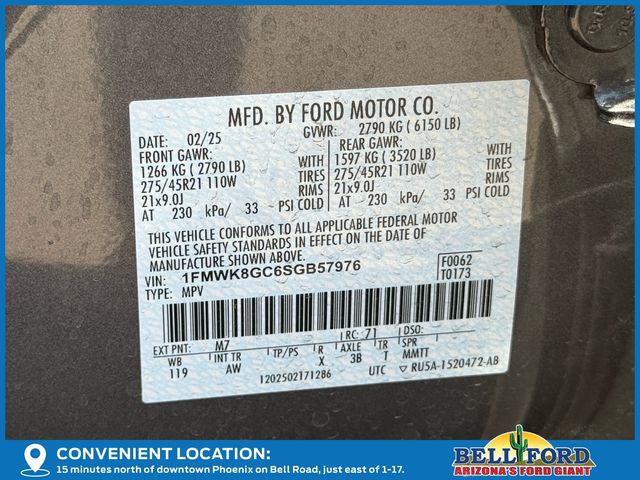 MFD. BY FORD MOTOR CO.
DATE: 02/25 GVWR: 2790 KG ( 6150 LB)
FRONT GAWR: REAR GAWR:
1266 KG ( 2790 LB) WITH 1597 KG ( 3520 LB) WITH
275/45R21 110W TIRES 275/45R21 110W TIRES
21x9.0J RIMS 21x9.0J RIMS
AT 230 kPa/ 33 PSI COLD AT 230 kPa/ 33 PSI COLD
THIS VEHICLE CONFORMS TO ALL APPLICABLE FEDERAL MOTOR
VEHICLE SAFETY STANDARDS IN EFFECT ON THE DATE OF
MANUFACTURE SHOWN ABOVE.
VIN: 1FMWK8GC6SGB57976 F0062
TYPE: MPV T0173
EXT PNT: M7 RC: 71 DSO:
WB INT TR TP/PS R AXLE TR SPR
119 AW X 3B T MMTT
1202502171286 UTC RU5A-1520472-AB
CONVENIENT LOCATION:
15 minutes north of downtown Phoenix on Bell Road, just east of 1-17.
BELL FORD
ARIZONA'S FORD GIANT